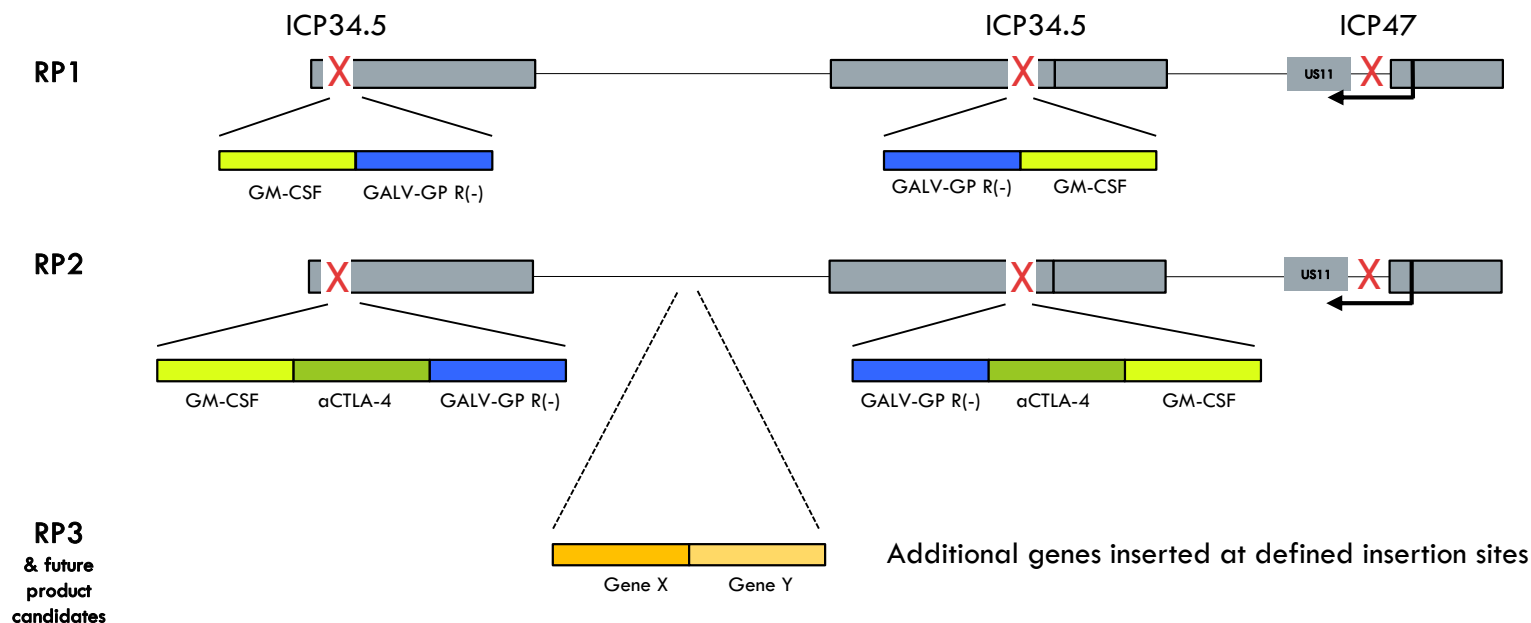 ICP34.5 ICP34.5 ICP47
RP1 X X US11 X
GM-CSF GALV-GP R(-) GALV-GP R(-) GM-CSF
RP2 X X US11 X
GM-CSF αCTLA-4 GALV-GP R(-) GALV-GP R(-) αCTLA-4 GM-CSF
RP3
& future
product
candidates
Gene X Gene Y
Additional genes inserted at defined insertion sites